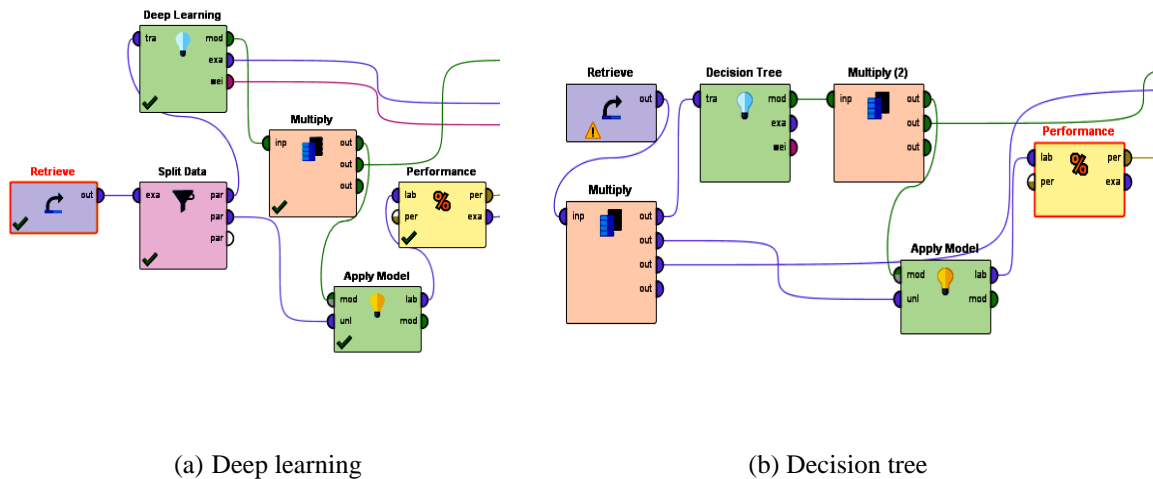 Deep Learning
tra
mod
exa
wei
Multiply
inp
out
out
out
Retrieve
out
Split Data
exa
par
par
par
Performance
lab
per
per
exa
Apply Model
mod
lab
unl
mod
(a) Deep learning
Retrieve
out
Decision Tree
tra
mod
exa
wei
Multiply (2)
inp
out
out
out
Performance
lab
per
per
exa
Multiply
inp
out
out
out
out
Apply Model
mod
lab
unl
mod
(b) Decision tree